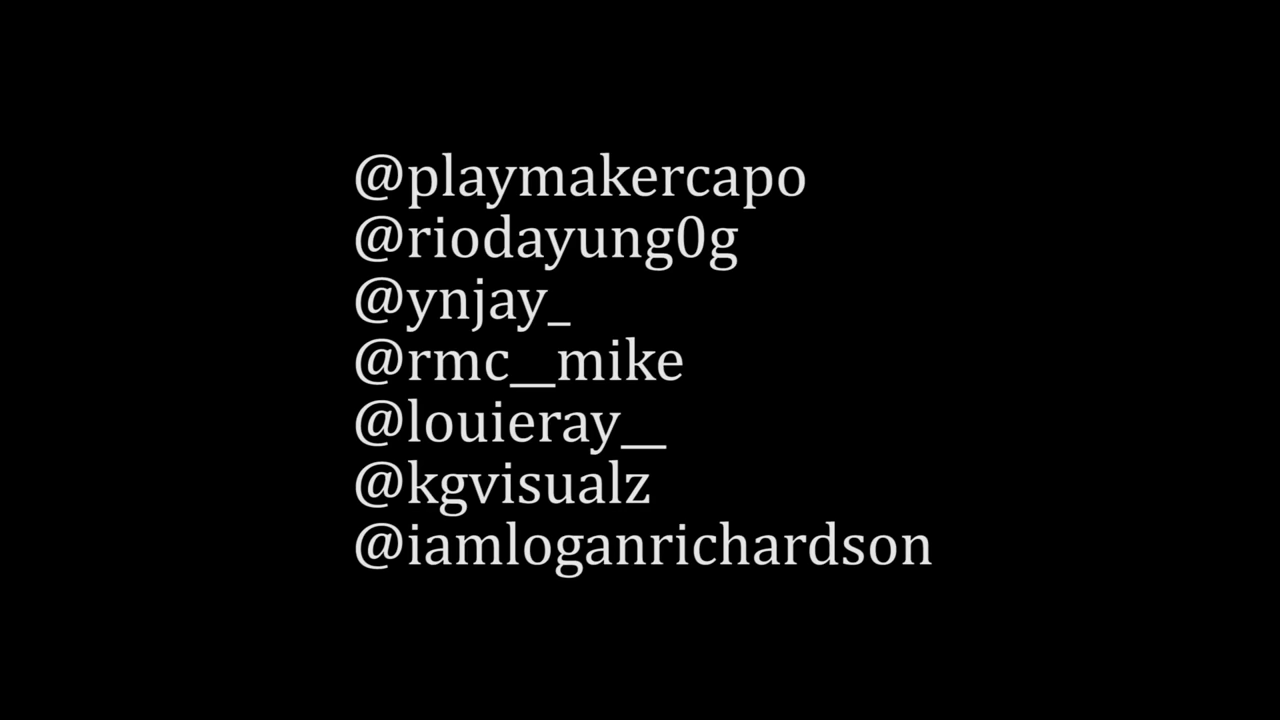 @playmakercapo
@riodayung0g
@ynjay_
@rmc__mike
@louieray__
@kgvisualz
@iamloganrichardson